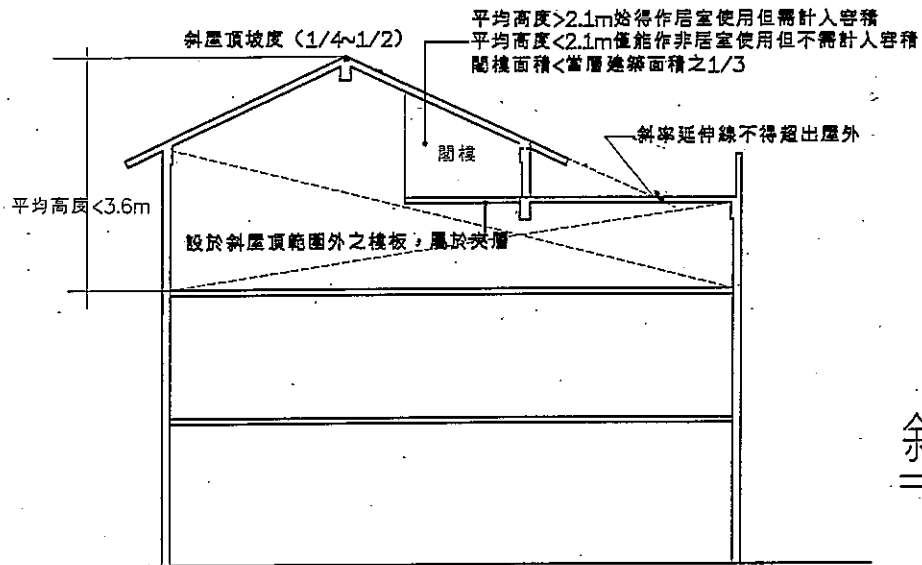 平均高度>2.1m始得作居室使用但需計入容積
平均高度<2.1m僅能作非居室使用但不需計入容積
閣樓面積<當層建築面積之1/3
斜屋頂坡度（1/4~1/2）
斜率延伸線不得超出屋外
閣樓
平均高度<3.6m
設於斜屋頂範圍外之樓板，屬於夾層